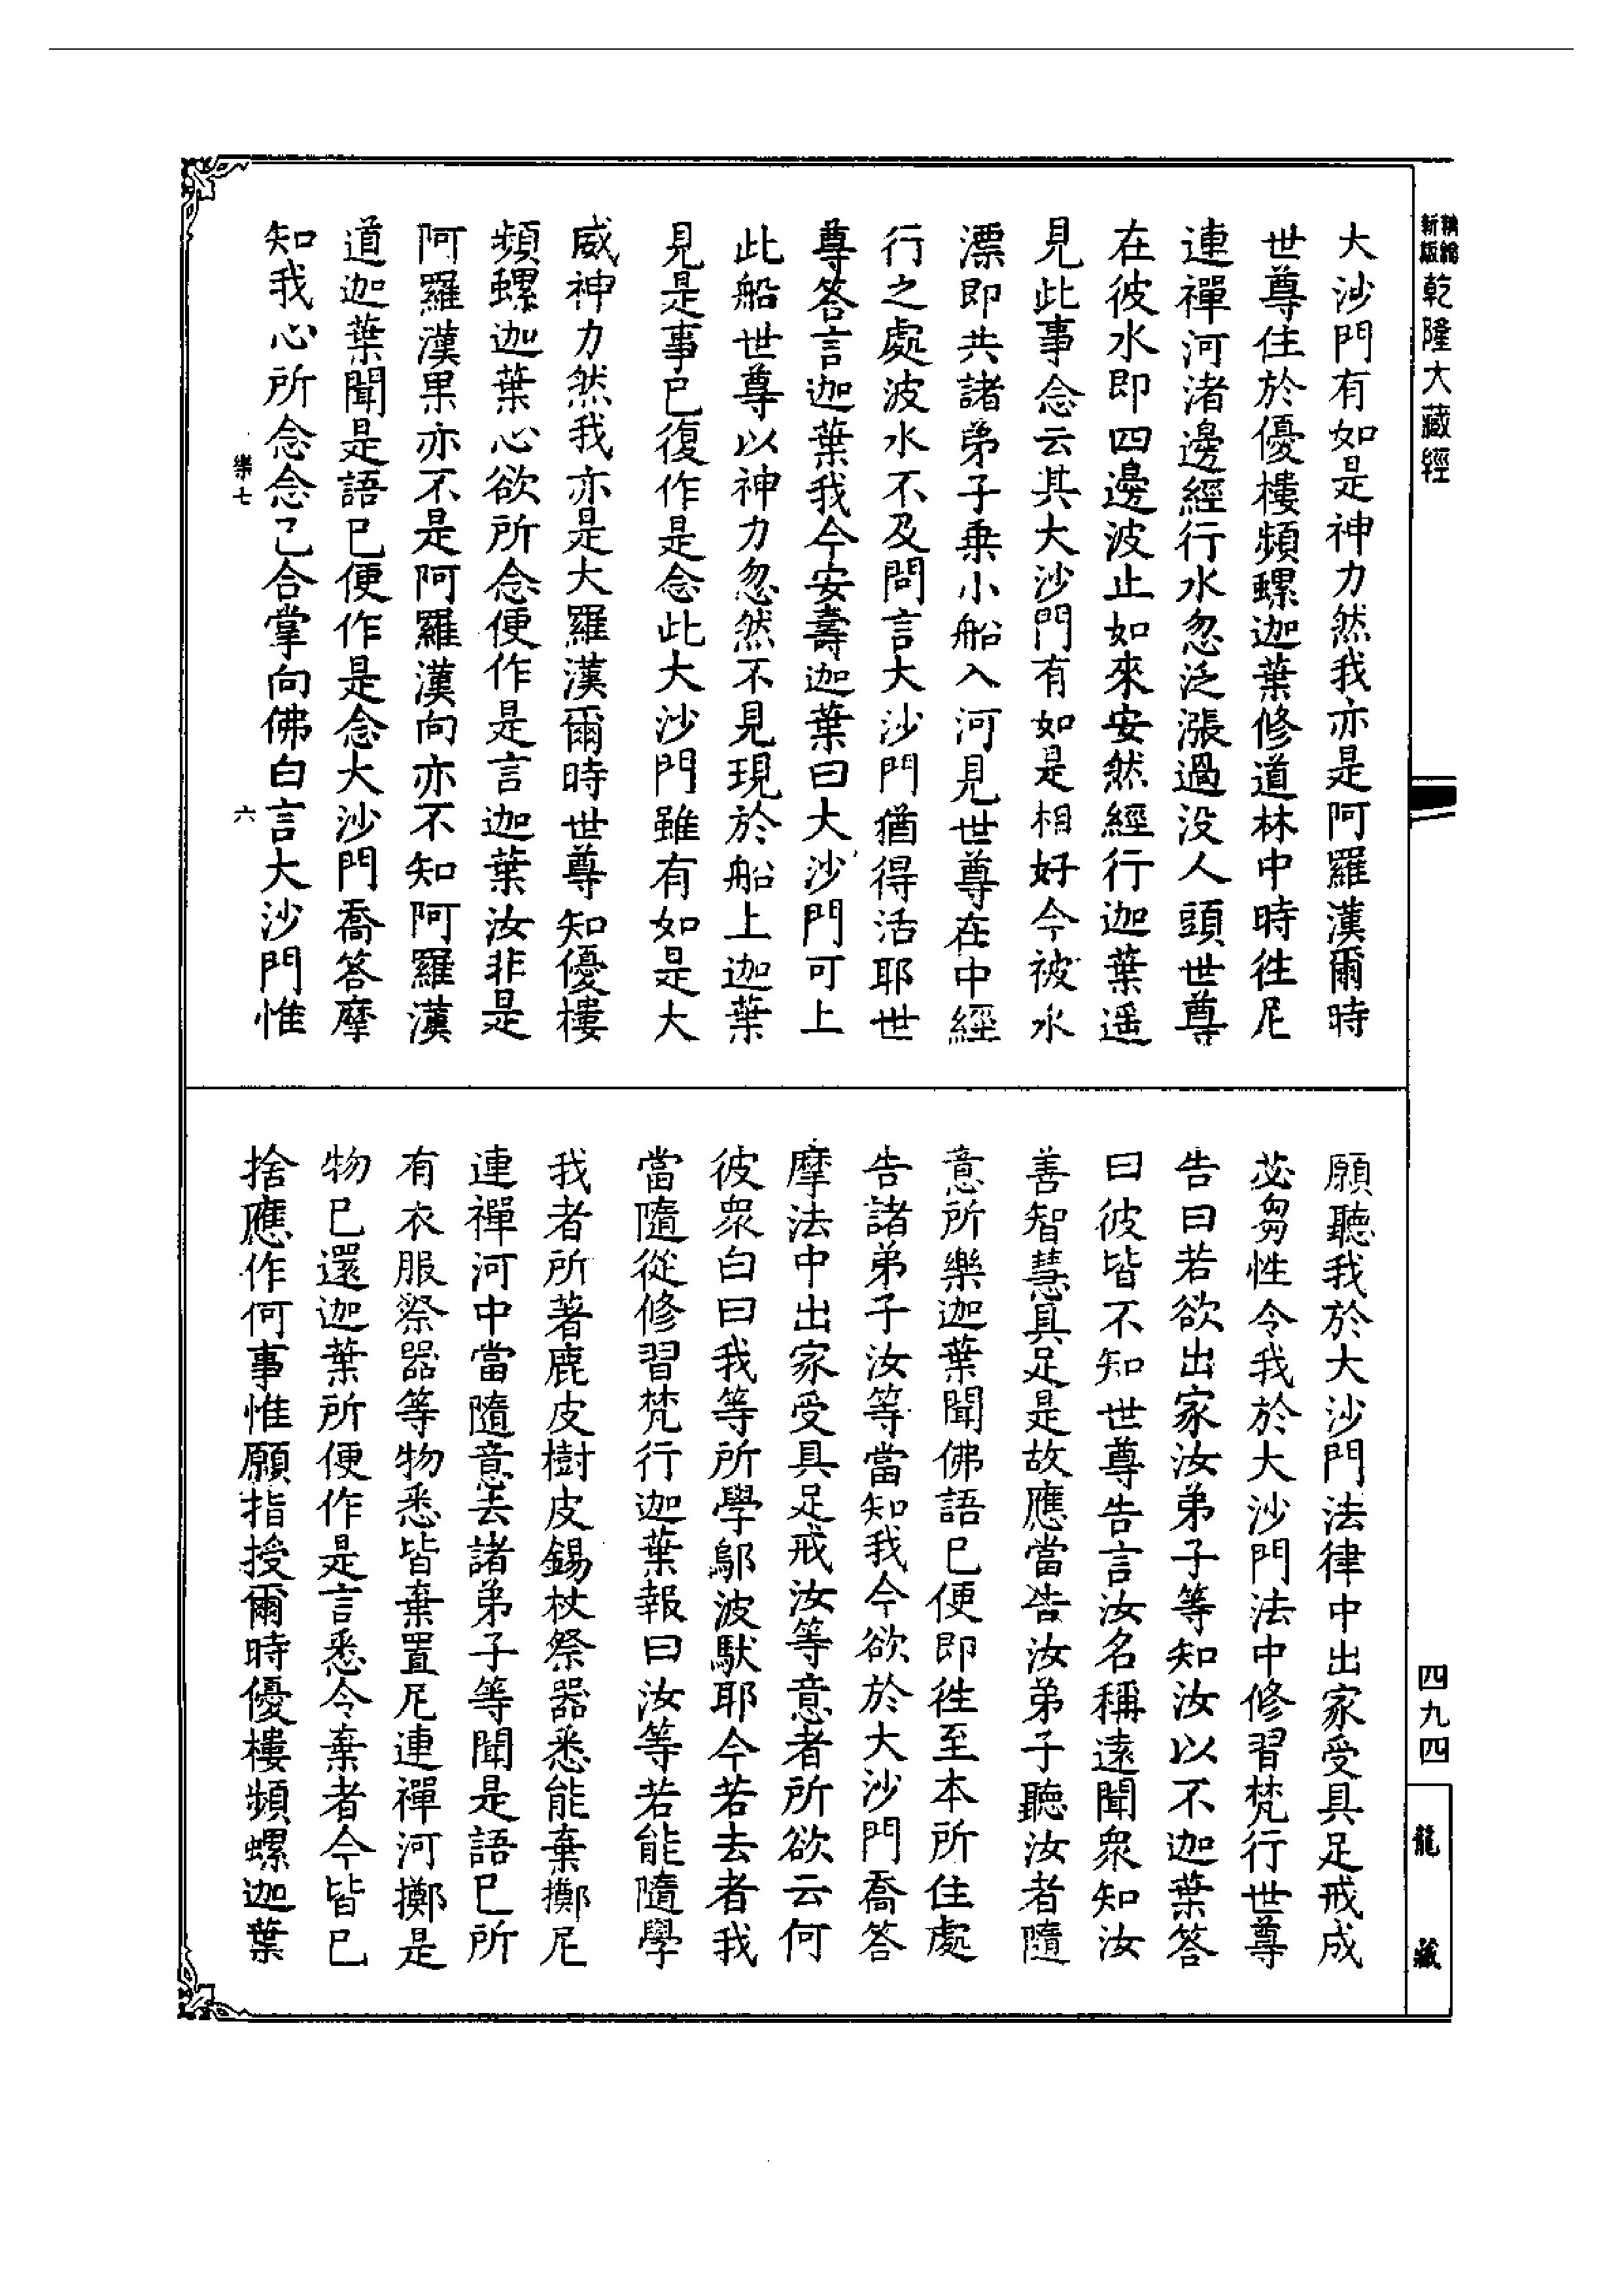 精縮新版乾隆大藏經
大沙門有如是神力然我亦是阿羅漢爾時
世尊住於優樓頻螺迦葉修道林中時徃尼
連禪河渚邊經行水忽泛漲過没人頭世尊
在彼水即四邊波止如來安然經行迦葉遥
見此事念云其大沙門有如是相好今被水
漂即共諸弟子乗小船入河見世尊在中經
行之處波水不及問言大沙門猶得活耶世
尊答言迦葉我今安壽迦葉曰大沙門可上
此船世尊以神力忽然不見現於船上迦葉
見是事已復作是念此大沙門雖有如是大
威神力然我亦是大羅漢爾時世尊知優樓
頻螺迦葉心欲所念便作是言迦葉汝非是
阿羅漢果亦不是阿羅漢向亦不知阿羅漢
道迦葉聞是語已便作是念大沙門喬答摩
知我心所念念已合掌向佛白言大沙門惟
樂七
六
願聽我於大沙門法律中出家受具足戒成
苾芻性令我於大沙門法中修習梵行世尊
告曰若欲出家汝弟子等知汝以不迦葉答
曰彼皆不知世尊告言汝名稱遠聞衆知汝
善智慧具足是故應當告汝弟子聽汝者隨
意所樂迦葉聞佛語已便即徃至本所住處
告諸弟子汝等當知我今欲於大沙門喬答
摩法中出家受具足戒汝等意者所欲云何
彼衆白曰我等所學鄔波馱耶今若去者我
當隨從修習梵行迦葉報曰汝等若能隨學
我者所著鹿皮樹皮錫杖祭器悉能棄擲尼
連禪河中當隨意去諸弟子等聞是語已所
有衣服祭器等物悉皆棄置尼連禪河擲是
物已還迦葉所便作是言悉令棄者今皆已
捨應作何事惟願指授爾時優樓頻螺迦葉
四九四
龍藏